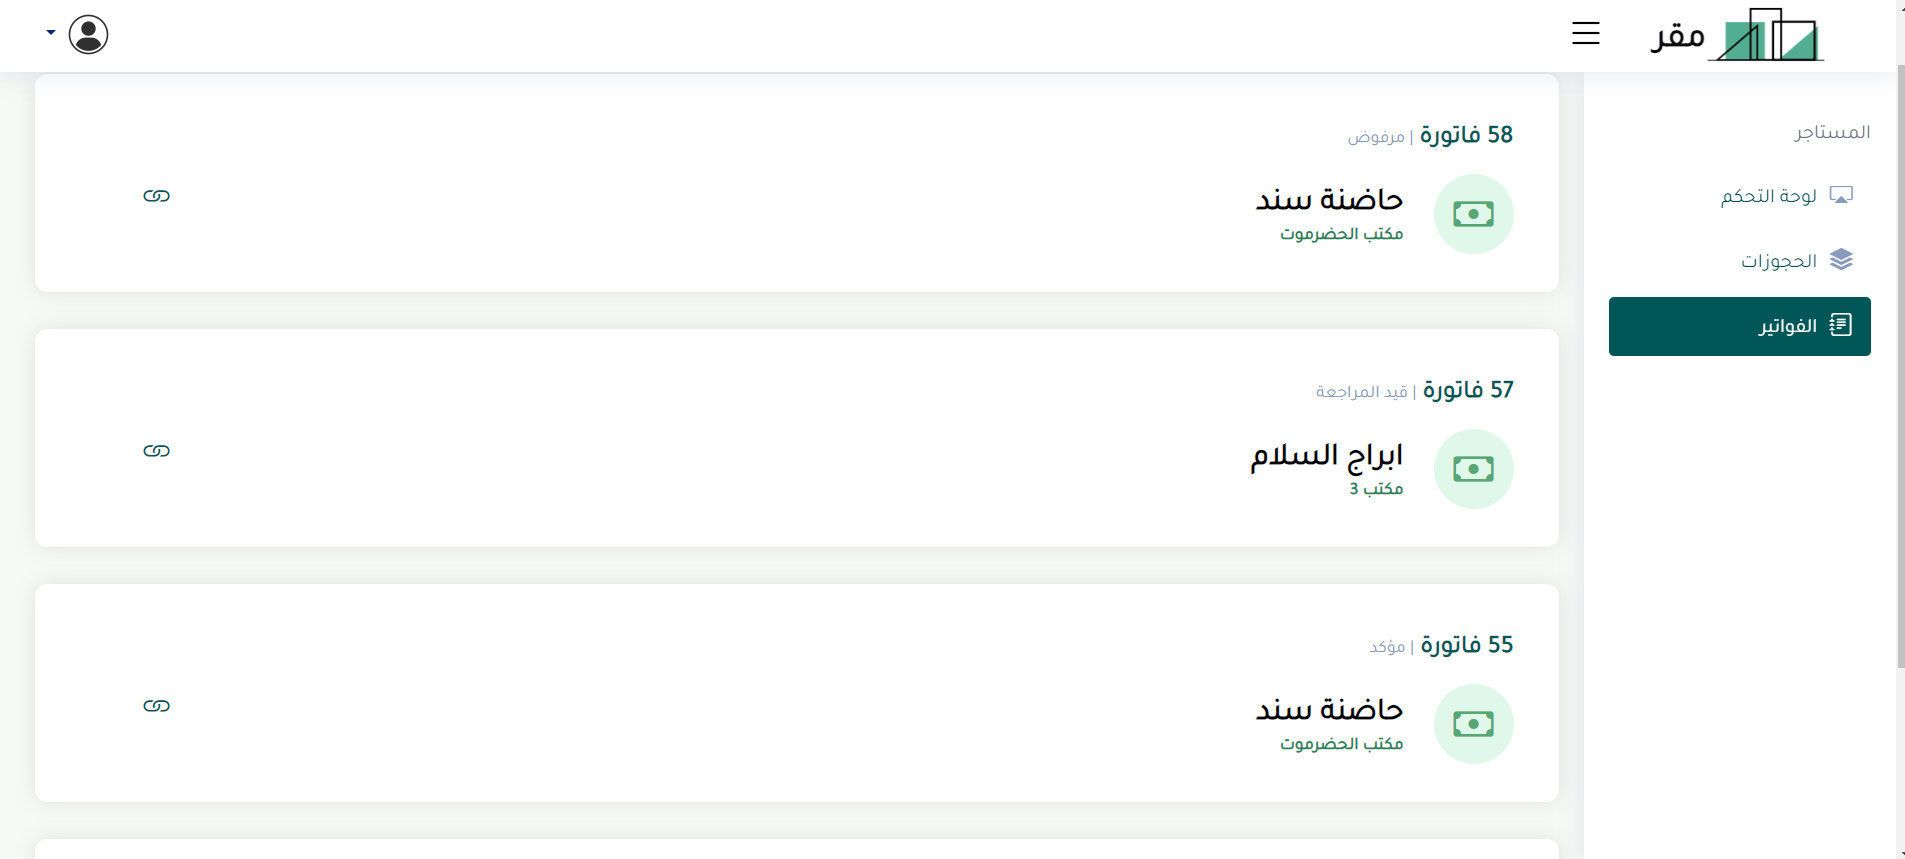 مقر
المستاجر
لوحة التحكم
الحجوزات
الفواتير
58 فاتورة | مرفوض
حاضنة سند
مكتب الحضرموت
57 فاتورة | قيد المراجعة
ابراج السلام
مكتب 3
55 فاتورة | مؤكد
حاضنة سند
مكتب الحضرموت